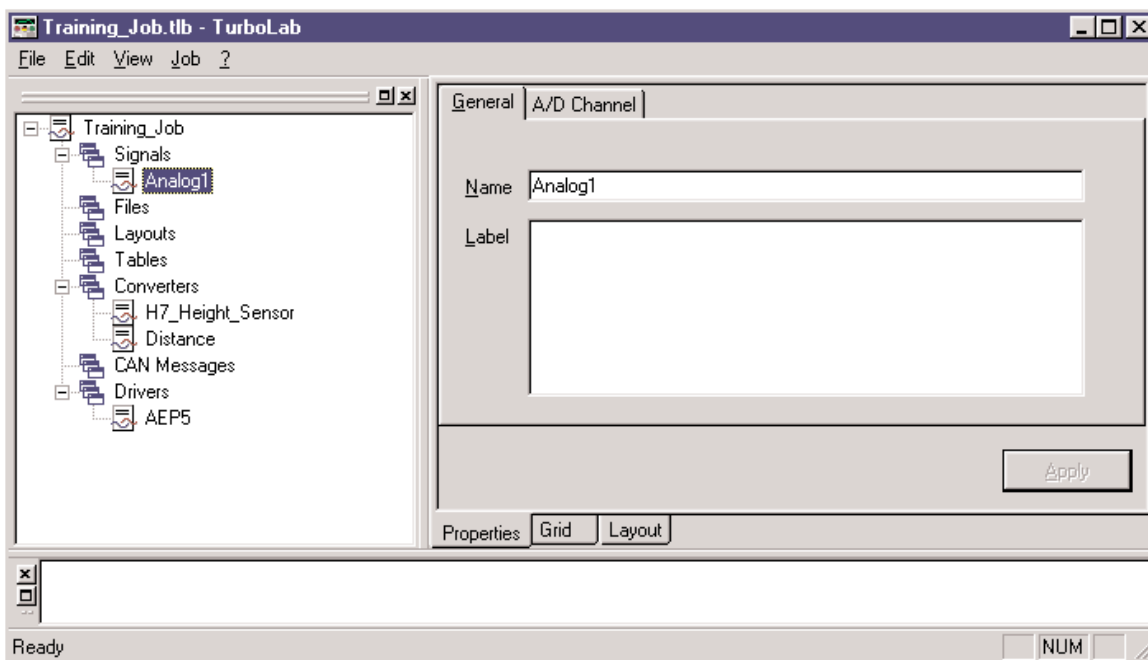 Training_Job.tlb - TurboLab
File Edit View Job ?
Training_Job
Signals
Analog1
Files
Layouts
Tables
Converters
H7_Height_Sensor
Distance
CAN Messages
Drivers
AEP5
General A/D Channel
Name Analog1
Label
Apply
Properties Grid Layout
Ready NUM